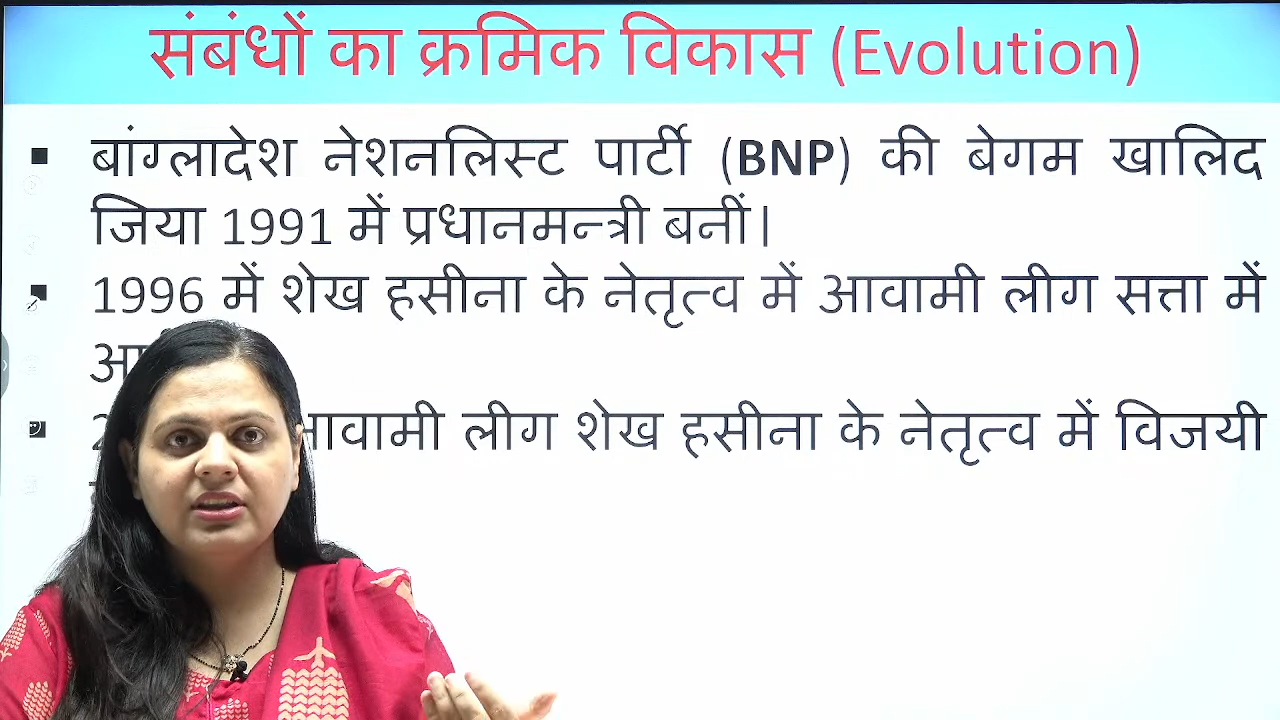 संबंधों का क्रमिक विकास (Evolution)
बांग्लादेश नेशनलिस्ट पार्टी (BNP) की बेगम खालिद
जिया 1991 में प्रधानमन्त्री बनीं।
1996 में शेख हसीना के नेतृत्व में आवामी लीग सत्ता में
आवामी लीग शेख हसीना के नेतृत्व में विजयी